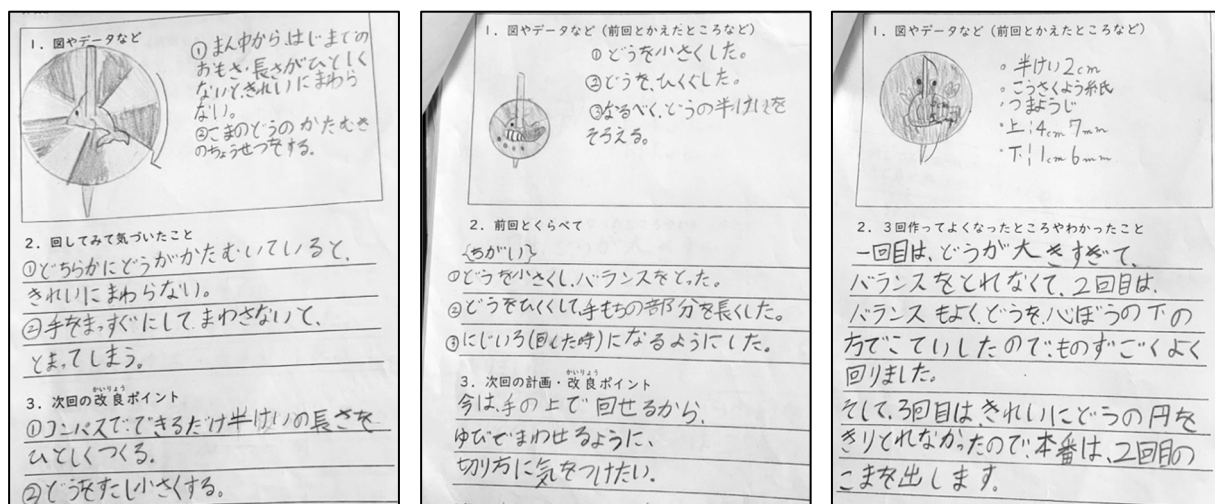 1. 図やデータなど
①まん中から、はじまでの
おもさ・長さがひとしく
ないと、きれいにまわら
ない。
②こまのどうのかたむき
のちょうせつをする。
2. 回してみて気づいたこと
①どちらかにどうがかたむいていると、
きれいにまわらない。
②手をまっすぐにしてまわさないと、
とまってしまう。
3. 次回の改良ポイント
かいりょう
①コンパスで、できるだけ半けいの長さを
ひとしくつくる。
②どうをすこし小さくする。
1. 図やデータなど(前回とかえたところなど)
①どうを小さくした。
②どうを、ひくくした。
③なるべく、どうの半けいを
そろえる。
2. 前回とくらべて
{ちがい}
①どうを小さくし、バランスをとった。
②どうをひくくして、手もちの部分を長くした。
③にじいろ(回した時)になるようにした。
3. 次回の計画・改良ポイント
かいりょう
今は、手の上で回せるから、
ゆびでまわせるように、
切り方に気をつけたい。
1. 図やデータなど(前回とかえたところなど)
・半けい2cm
・こうさくよう紙
・つまようじ
・上:4cm7mm
・下:1cm6mm
2. 3回作ってよくなったところやわかったこと
一回目は、どうが大きすぎて、
バランスをとれなくて、2回目は、
バランスもよく、どうを、心ぼうの下の
方でこていしたので、ものすごくよく
回りました。
そして、3回目は、きれいにどうの円を
きりとれなかったので、本番は、2回目の
こまを出します。